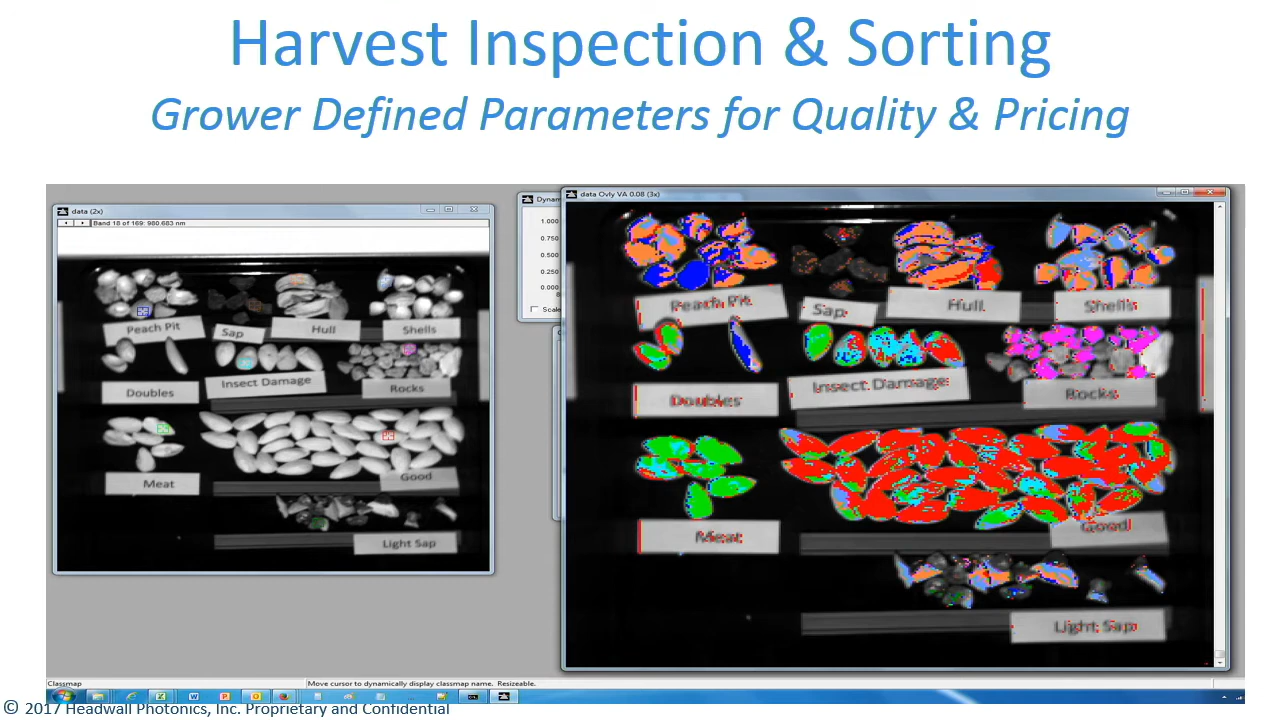 Harvest Inspection & Sorting
Grower Defined Parameters for Quality & Pricing
data (2x)
Band 18 of 169: 980.683 nm
Peach Pit
Sap
Hull
Shells
Doubles
Insect Damage
Rocks
Meat
Good
Light Sap
Dynam
1.000
0.750
0.500
0.250
0.000
8
Scale
data Ovly VA 0.08 (3x)
Peach Pit
Sap
Hull
Shells
Doubles
Insect Damage
Rocks
Meat
Good
Light Sap
Classmap
Move cursor to dynamically display classmap name. Resizeable.
© 2017 Headwall Photonics, Inc. Proprietary and Confidential